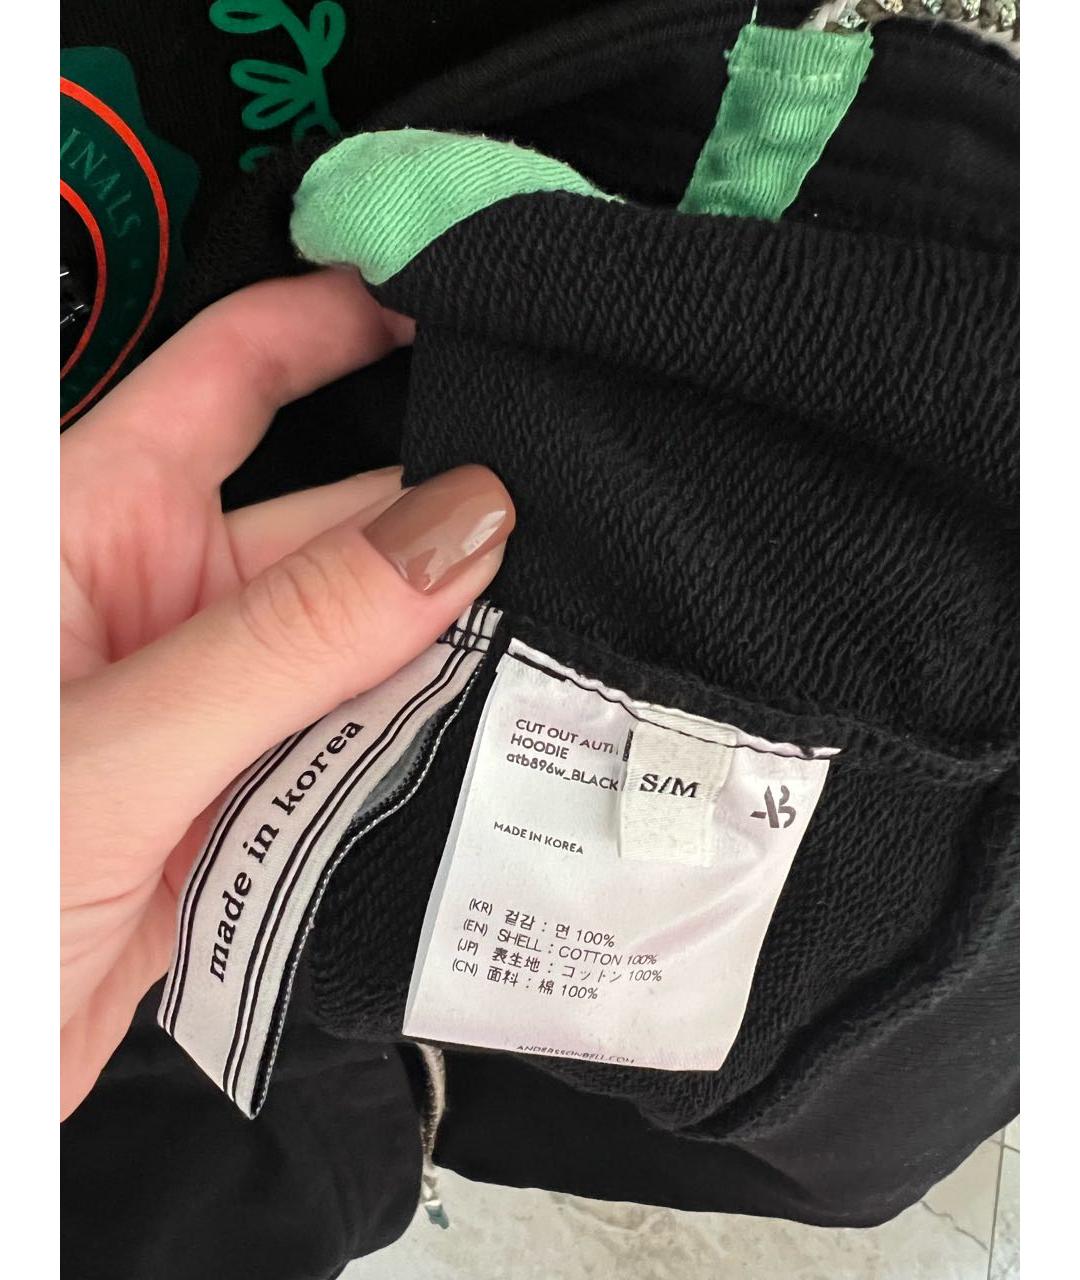 INALS
made in korea
CUT OUT AUTH
HOODIE
atb896w_BLACK
S/M
MADE IN KOREA
(KR) 겉감 : 면 100%
(EN) SHELL : COTTON 100%
(JP) 表生地 : コットン 100%
(CN) 面料 : 棉 100%
ANDERSSONBELL.COM